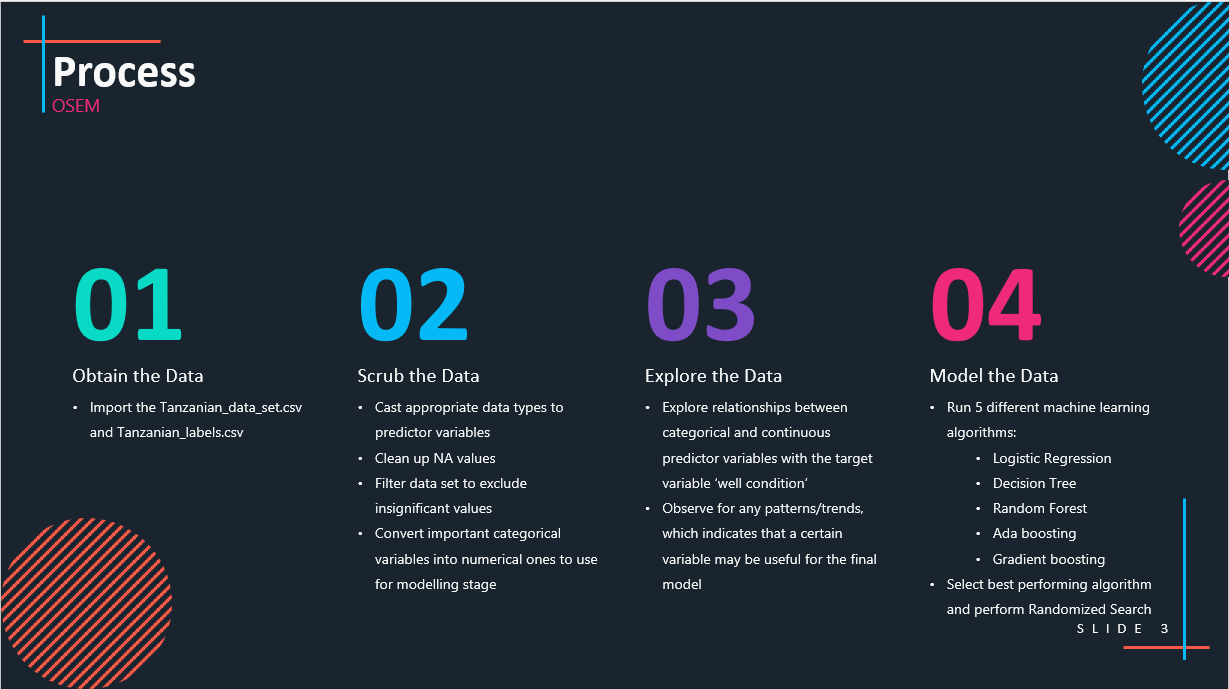 Process
OSEM
01
Obtain the Data
• Import the Tanzanian_data_set.csv
and Tanzanian_labels.csv
02
Scrub the Data
• Cast appropriate data types to
predictor variables
• Clean up NA values
• Filter data set to exclude
insignificant values
• Convert important categorical
variables into numerical ones to use
for modelling stage
03
Explore the Data
• Explore relationships between
categorical and continuous
predictor variables with the target
variable ‘well condition’
• Observe for any patterns/trends,
which indicates that a certain
variable may be useful for the final
model
04
Model the Data
• Run 5 different machine learning
algorithms:
• Logistic Regression
• Decision Tree
• Random Forest
• Ada boosting
• Gradient boosting
• Select best performing algorithm
and perform Randomized Search
SLIDE 3